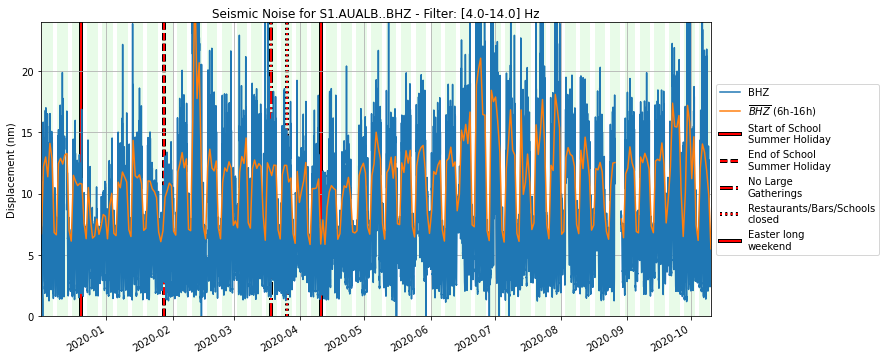 Seismic Noise for S1.AUALB..BHZ - Filter: [4.0-14.0] Hz
Displacement (nm)
20
15
10
5
0
2020-01
2020-02
2020-03
2020-04
2020-05
2020-06
2020-07
2020-08
2020-09
2020-10
BHZ
BHZ (6h-16h)
Start of School
Summer Holiday
End of School
Summer Holiday
No Large
Gatherings
Restaurants/Bars/Schools
closed
Easter long
weekend